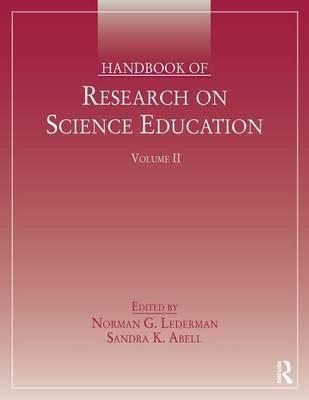 HANDBOOK OF
RESEARCH ON
SCIENCE EDUCATION
VOLUME II
EDITED BY
NORMAN G. LEDERMAN
SANDRA K. ABELL
R